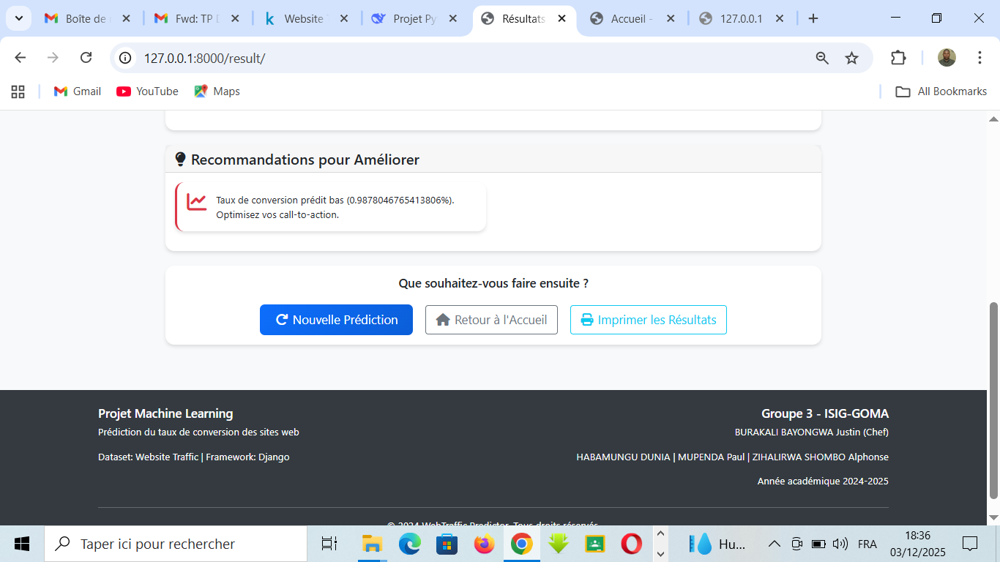 Boîte de
Fwd: TP
Website
Projet Py
Résultats
Accueil -
127.0.0.1
127.0.0.1:8000/result/
Gmail
YouTube
Maps
All Bookmarks
Recommandations pour Améliorer
Taux de conversion prédit bas (0.9878046765413806%).
Optimisez vos call-to-action.
Que souhaitez-vous faire ensuite ?
Nouvelle Prédiction
Retour à l'Accueil
Imprimer les Résultats
Projet Machine Learning
Prédiction du taux de conversion des sites web
Dataset: Website Traffic | Framework: Django
Groupe 3 - ISIG-GOMA
BURAKALI BAYONGWA Justin (Chef)
HABAMUNGU DUNIA | MUPENDA Paul | ZIHALIRWA SHOMBO Alphonse
Année académique 2024-2025
© 2024 WebTraffic Predictor. Tous droits réservés.
Taper ici pour rechercher
Hu...
FRA
18:36
03/12/2025